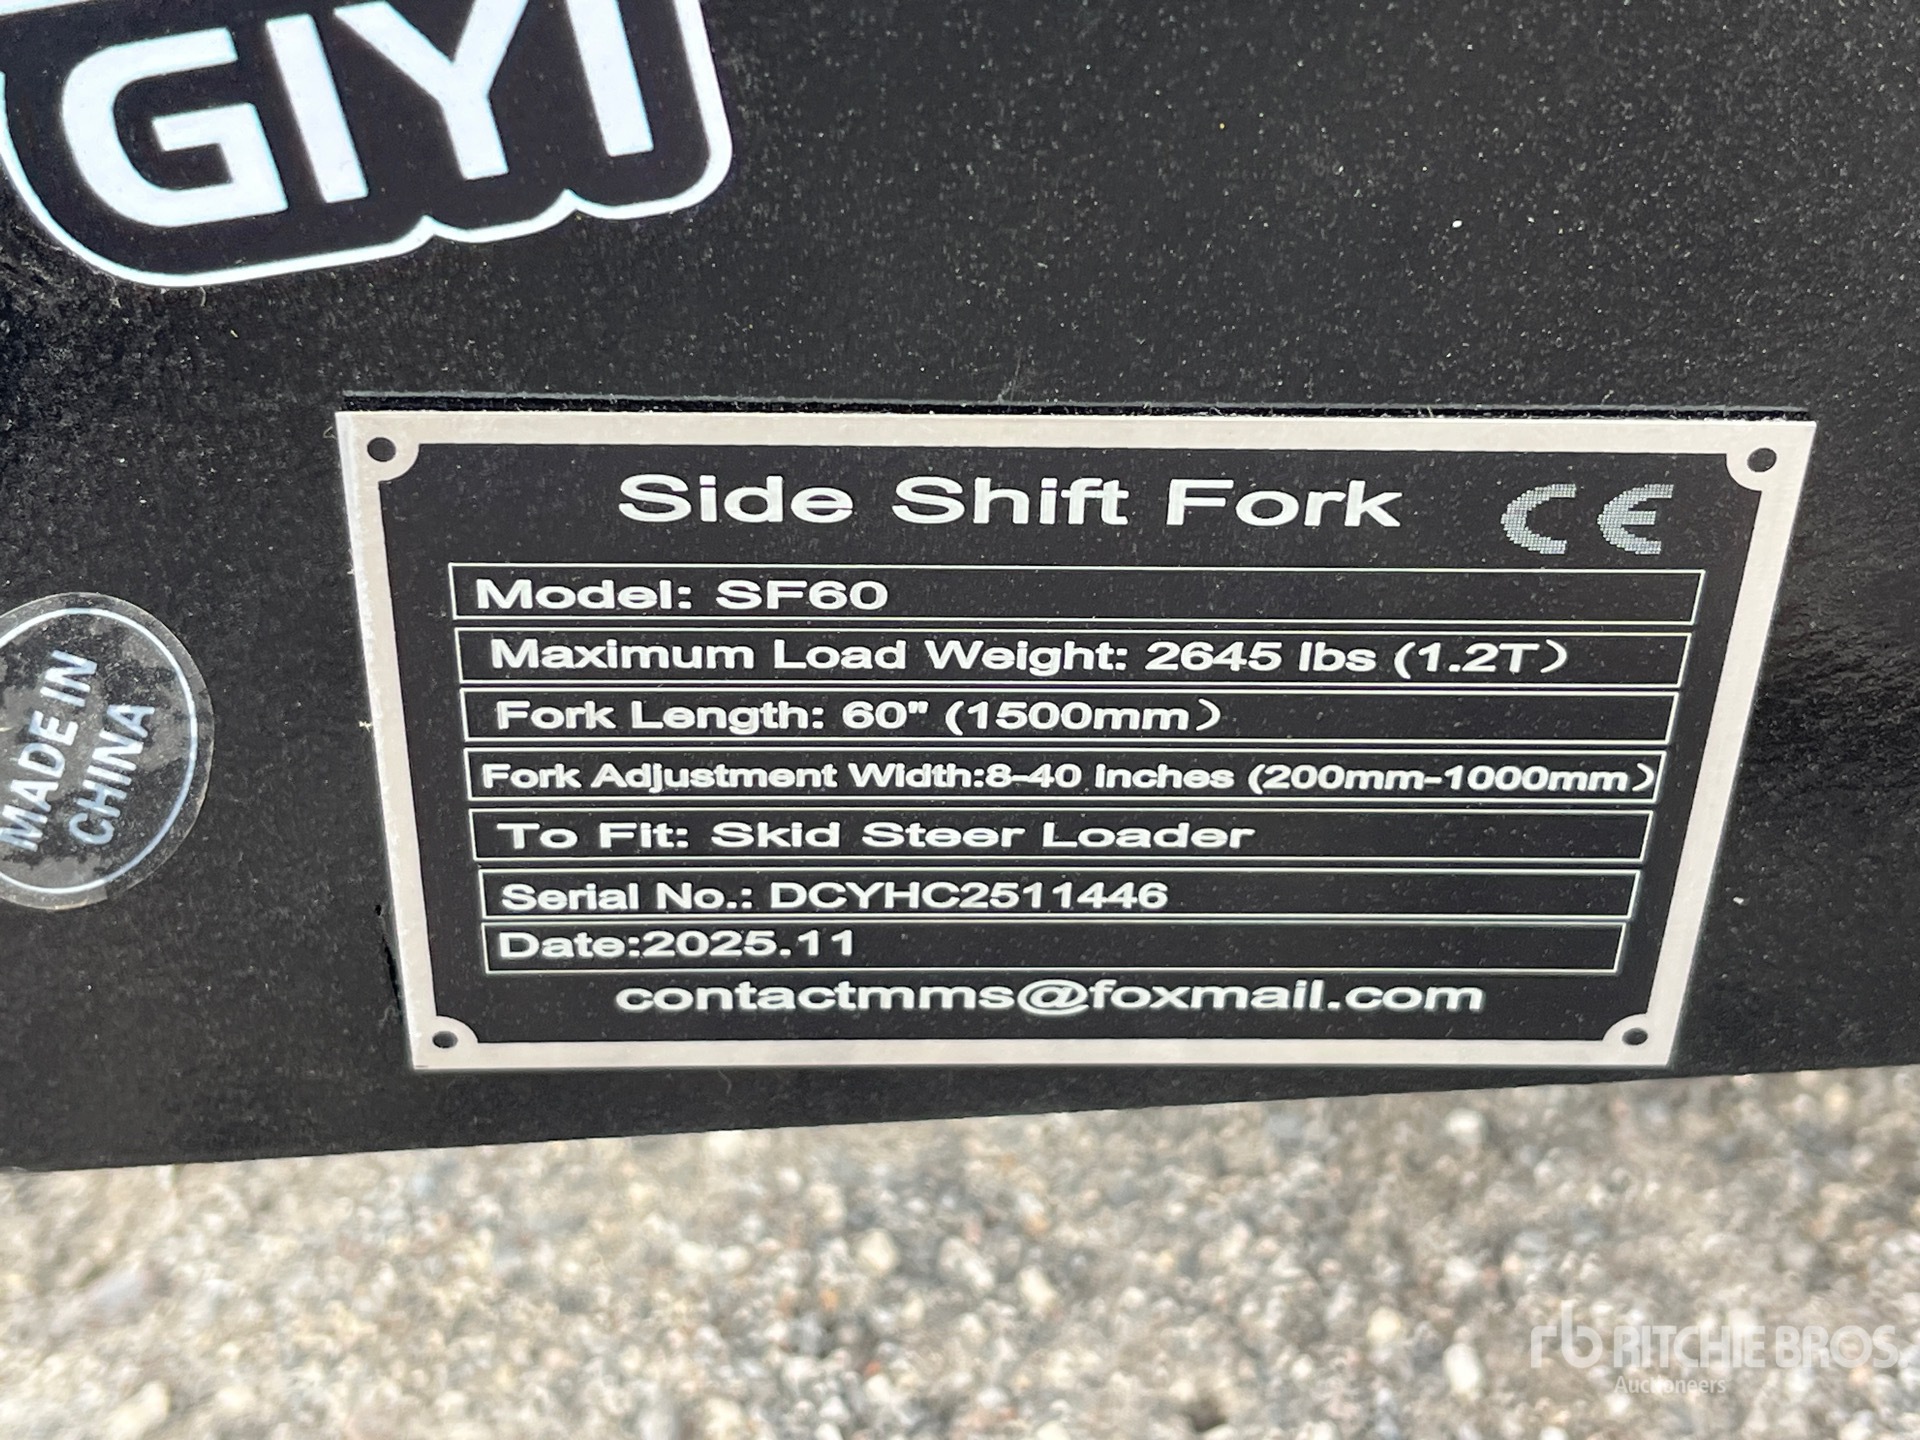 GIYI
Side Shift Fork CE
Model: SF60
Maximum Load Weight: 2645 lbs (1.2T)
Fork Length: 60" (1500mm)
Fork Adjustment Width:8-40 inches (200mm-1000mm)
To Fit: Skid Steer Loader
Serial No.: DCYHC2511446
Date:2025.11
contactmms@foxmail.com
MADE IN
CHINA
rb RITCHIE BROS.
Auctioneers